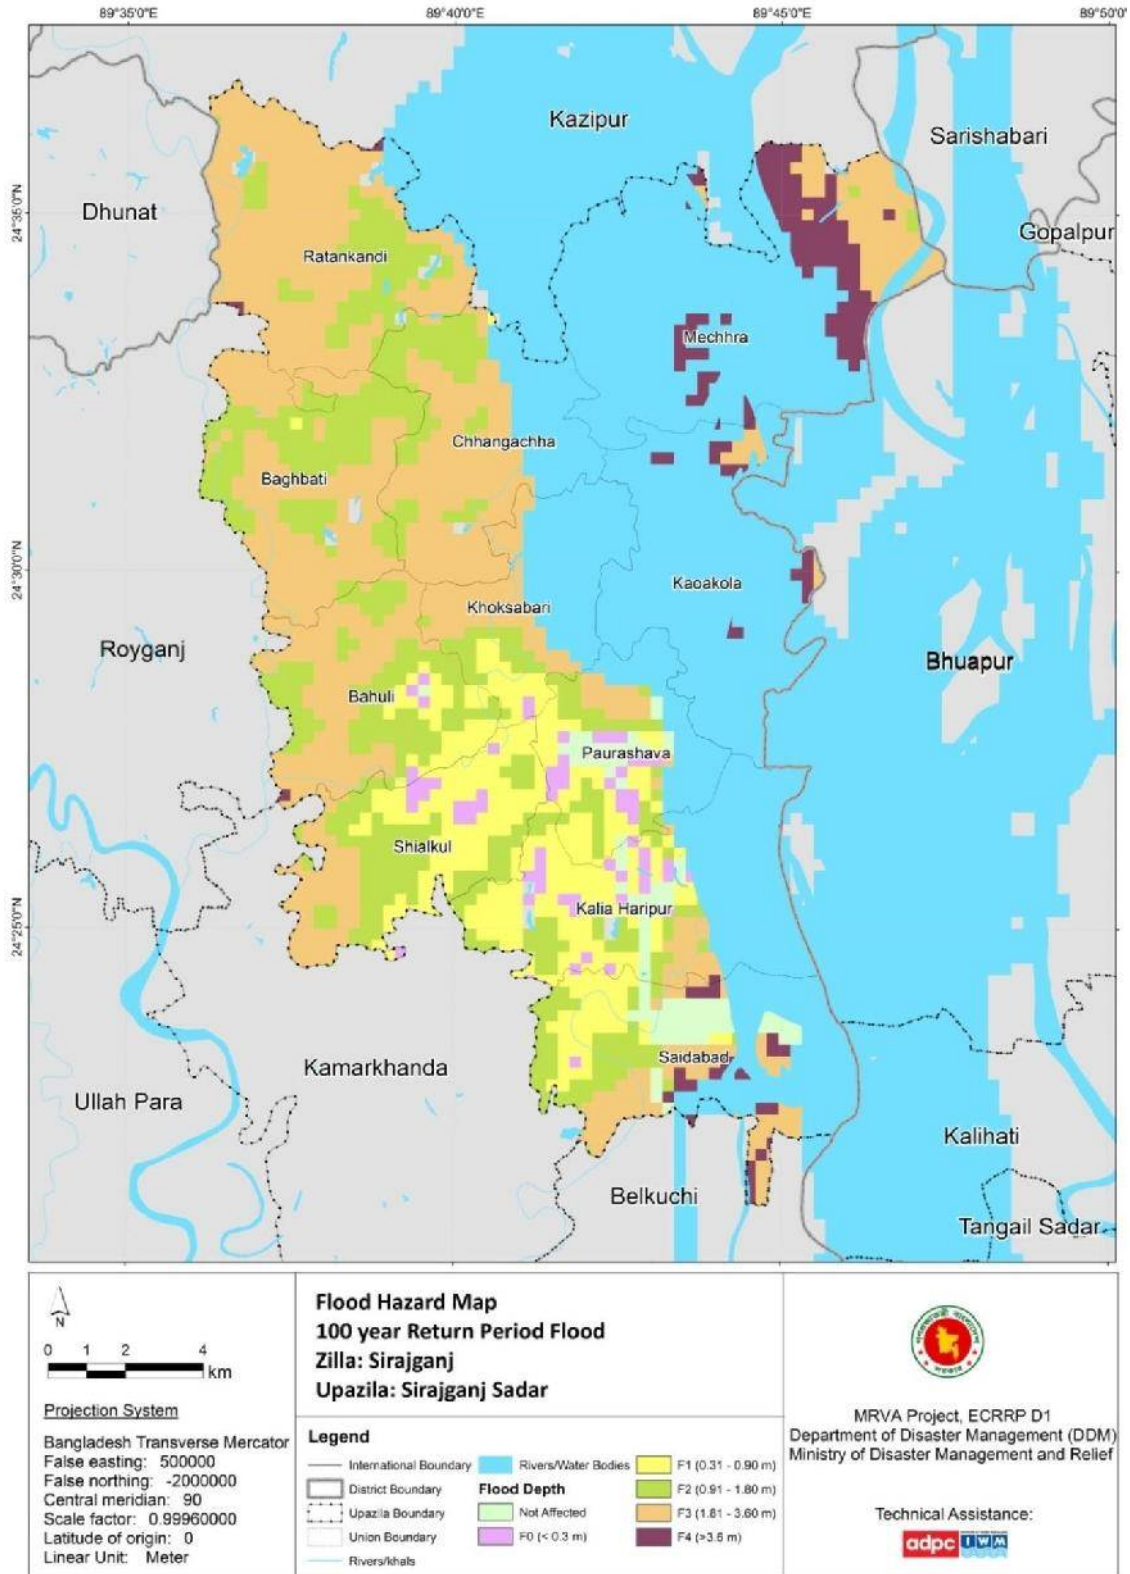 89°35'0"E
89°40'0"E
89°45'0"E
89°50'0"E
24°35'0"N
24°30'0"N
24°25'0"N
Kazipur
Sarishabari
Dhunat
Gopalpur
Ratankandi
Mechhra
Chhangachha
Baghbati
Kaoakola
Khoksabari
Royganj
Bhuapur
Bahuli
Paurashava
Shialkul
Kalia Haripur
Saidabad
Kamarkhanda
Ullah Para
Kalihati
Belkuchi
Tangail Sadar
N
0 1 2 4
km
Projection System
Bangladesh Transverse Mercator
False easting: 500000
False northing: -2000000
Central meridian: 90
Scale factor: 0.99960000
Latitude of origin: 0
Linear Unit: Meter
Flood Hazard Map
100 year Return Period Flood
Zilla: Sirajganj
Upazila: Sirajganj Sadar
Legend
International Boundary
District Boundary
Upazila Boundary
Union Boundary
Rivers/khals
Rivers/Water Bodies
Flood Depth
Not Affected
F0 (< 0.3 m)
F1 (0.31 - 0.90 m)
F2 (0.91 - 1.80 m)
F3 (1.81 - 3.60 m)
F4 (>3.6 m)
MRVA Project, ECRRP D1
Department of Disaster Management (DDM)
Ministry of Disaster Management and Relief
Technical Assistance:
adpc IWM